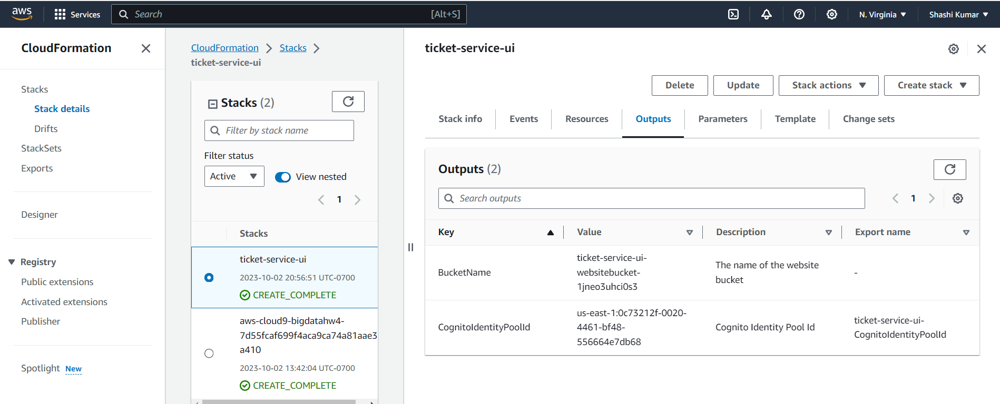 aws
Services
Search
[Alt+S]
N. Virginia
Shashi Kumar
CloudFormation
Stacks
Stack details
Drifts
StackSets
Exports
Designer
Registry
Public extensions
Activated extensions
Publisher
Spotlight New
CloudFormation
Stacks
ticket-service-ui
Stacks (2)
Filter by stack name
Filter status
Active
View nested
1
Stacks
ticket-service-ui
2023-10-02 20:56:51 UTC-0700
CREATE_COMPLETE
aws-cloud9-bigdatahw4-
7d55fcaf699f4aca9ca74a81aae3
a410
2023-10-02 13:42:04 UTC-0700
CREATE_COMPLETE
ticket-service-ui
Delete
Update
Stack actions
Create stack
Stack info
Events
Resources
Outputs
Parameters
Template
Change sets
Outputs (2)
Search outputs
1
Key
Value
Description
Export name
BucketName
ticket-service-ui-
websitebucket-
1jneo3uhci0s3
The name of the website
bucket
-
CognitoIdentityPoolId
us-east-1:0c73212f-0020-
4461-bf48-
556664e7db68
Cognito Identity Pool Id
ticket-service-ui-
CognitoIdentityPoolId